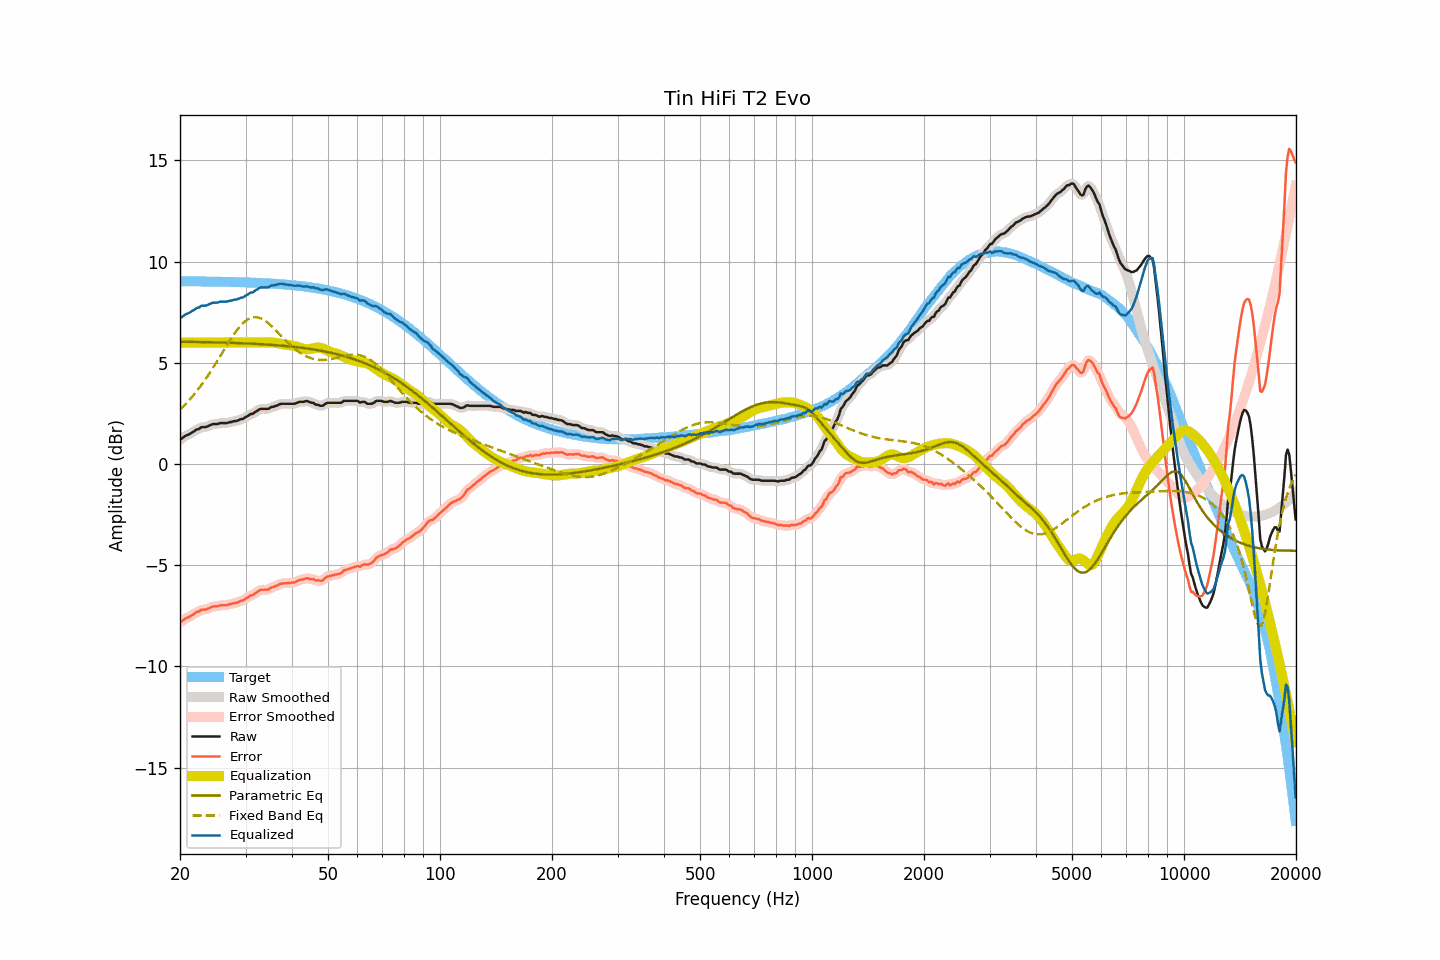 Tin HiFi T2 Evo
Amplitude (dBr)
15
10
5
0
−5
−10
−15
Target
Raw Smoothed
Error Smoothed
Raw
Error
Equalization
Parametric Eq
Fixed Band Eq
Equalized
20 50 100 200 500 1000 2000 5000 10000 20000
Frequency (Hz)